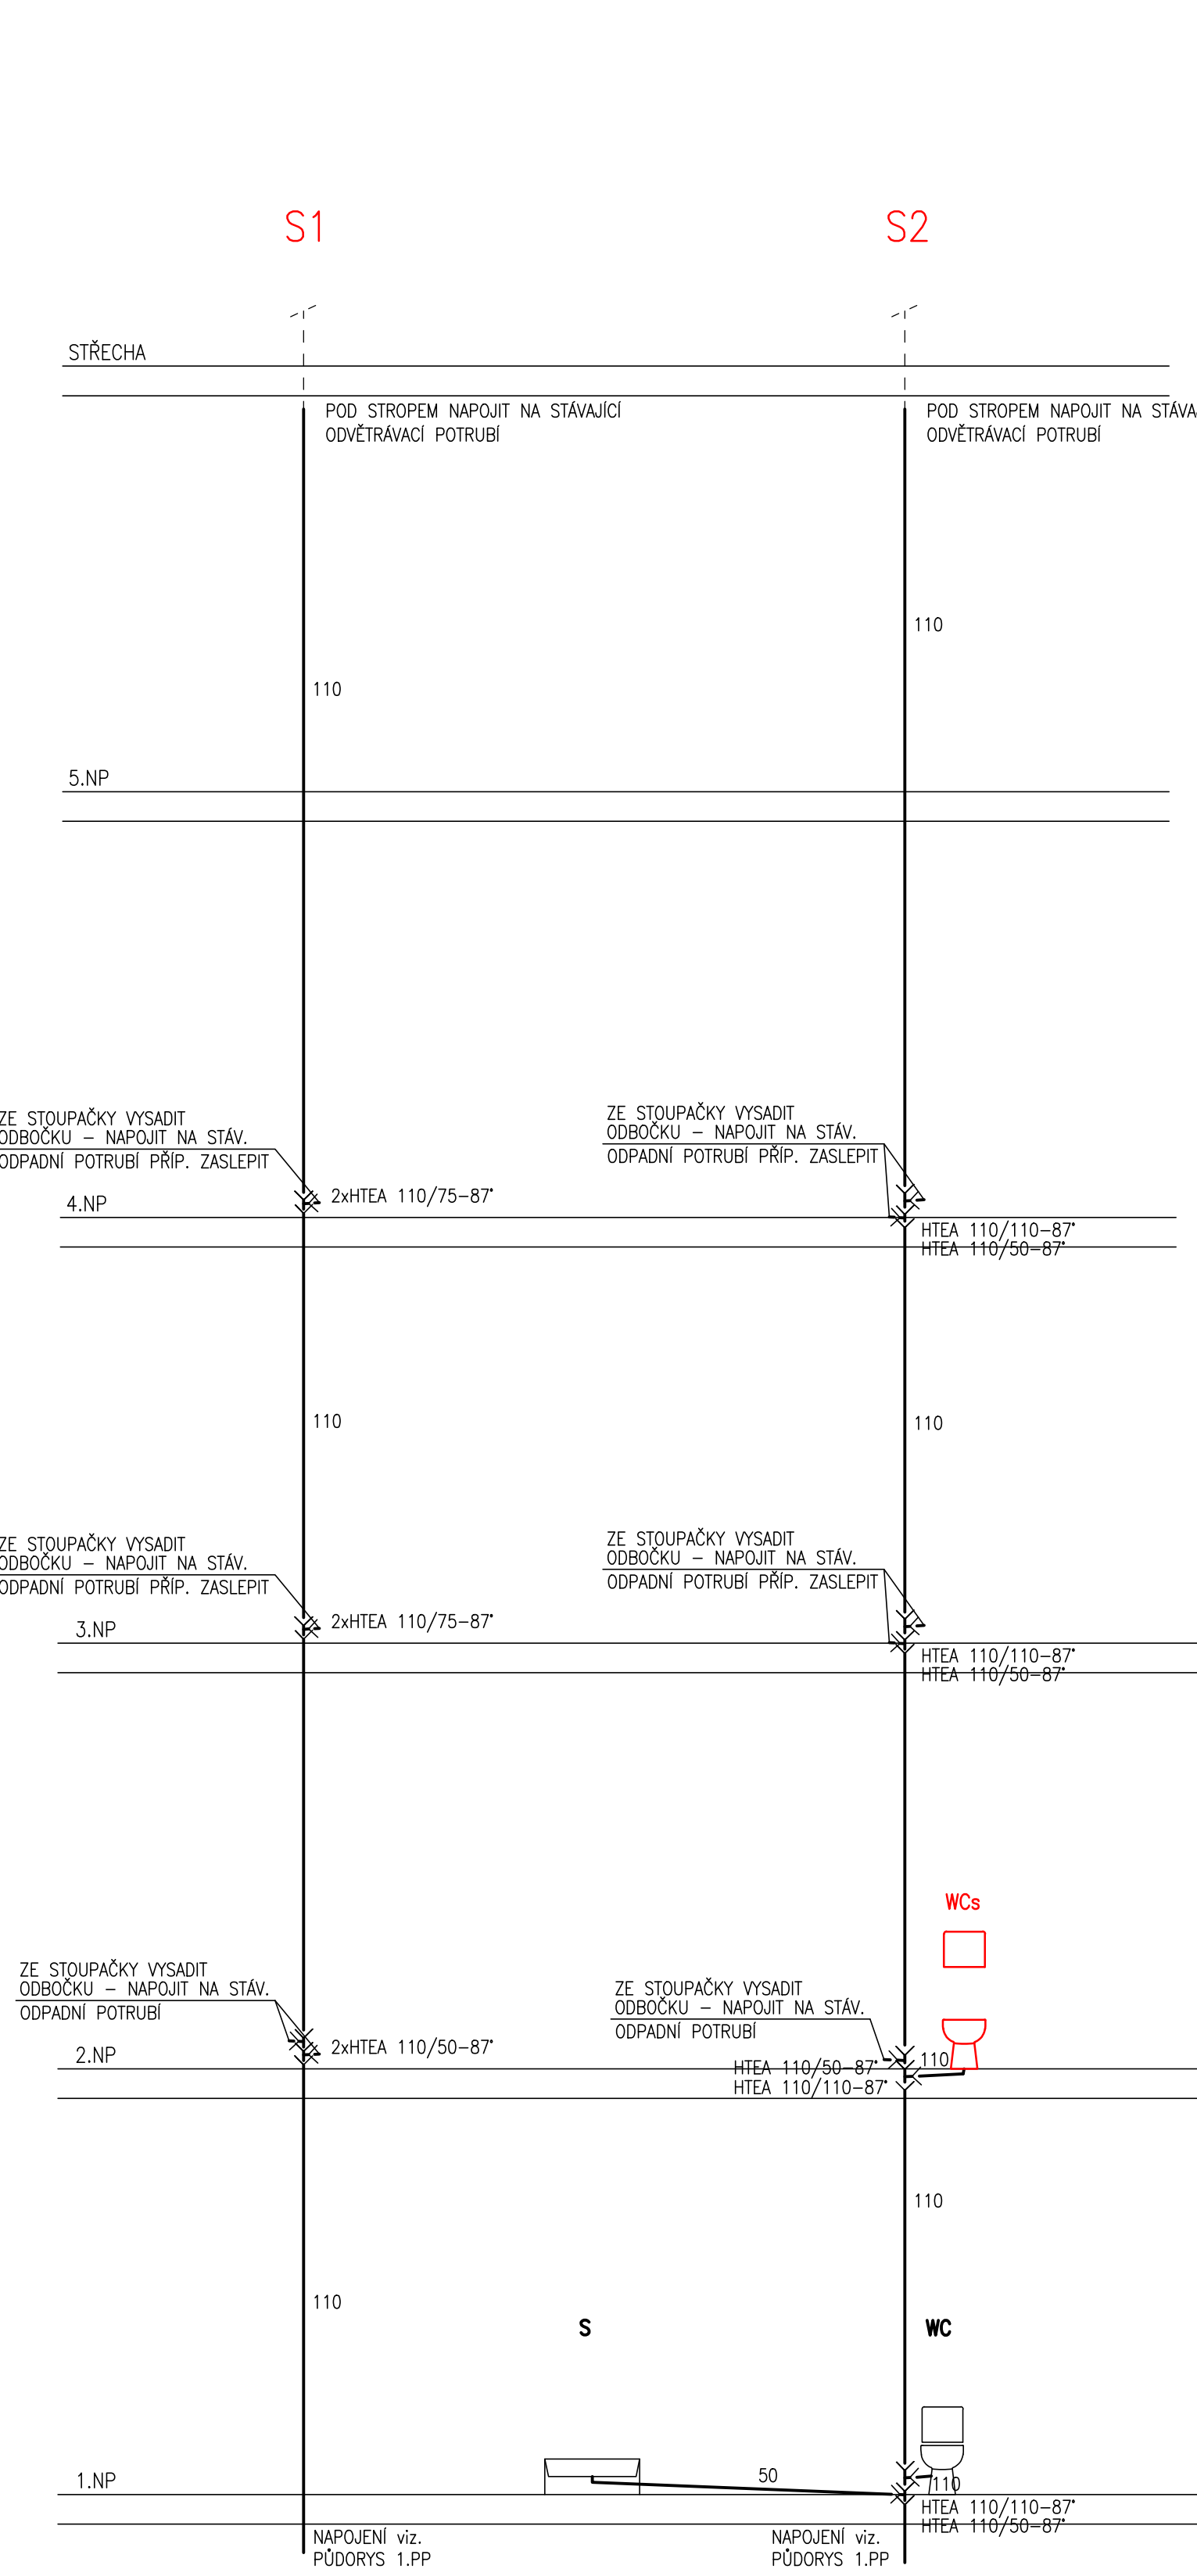 S1
S2
STŘECHA
POD STROPEM NAPOJIT NA STÁVAJÍCÍ
ODVĚTRÁVACÍ POTRUBÍ
POD STROPEM NAPOJIT NA
ODVĚTRÁVACÍ POTRUBÍ
110
110
5.NP
ZE STOUPAČKY VYSADIT
ODBOČKU – NAPOJIT NA STÁV.
ODPADNÍ POTRUBÍ PŘÍP. ZASLEPIT
ZE STOUPAČKY VYSADIT
ODBOČKU – NAPOJIT NA STÁV.
ODPADNÍ POTRUBÍ PŘÍP. ZASLEPIT
2xHTEA 110/75–87°
4.NP
HTEA 110/110–87°
HTEA 110/50–87°
110
110
ZE STOUPAČKY VYSADIT
ODBOČKU – NAPOJIT NA STÁV.
ODPADNÍ POTRUBÍ PŘÍP. ZASLEPIT
ZE STOUPAČKY VYSADIT
ODBOČKU – NAPOJIT NA STÁV.
ODPADNÍ POTRUBÍ PŘÍP. ZASLEPIT
2xHTEA 110/75–87°
3.NP
HTEA 110/110–87°
HTEA 110/50–87°
WCs
ZE STOUPAČKY VYSADIT
ODBOČKU – NAPOJIT NA STÁV.
ODPADNÍ POTRUBÍ
ZE STOUPAČKY VYSADIT
ODBOČKU – NAPOJIT NA STÁV.
ODPADNÍ POTRUBÍ
2xHTEA 110/50–87°
2.NP
110
HTEA 110/50–87°
HTEA 110/110–87°
110
110
S
WC
50
1.NP
110
HTEA 110/110–87°
HTEA 110/50–87°
NAPOJENÍ viz.
PŮDORYS 1.PP
NAPOJENÍ viz.
PŮDORYS 1.PP